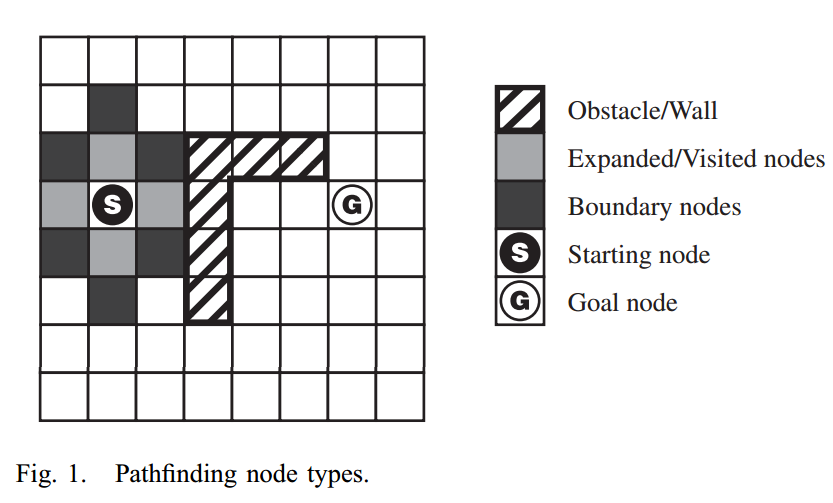 Obstacle/Wall
Expanded/Visited nodes
S G
Boundary nodes
S Starting node
G Goal node
Fig. 1. Pathfinding node types.